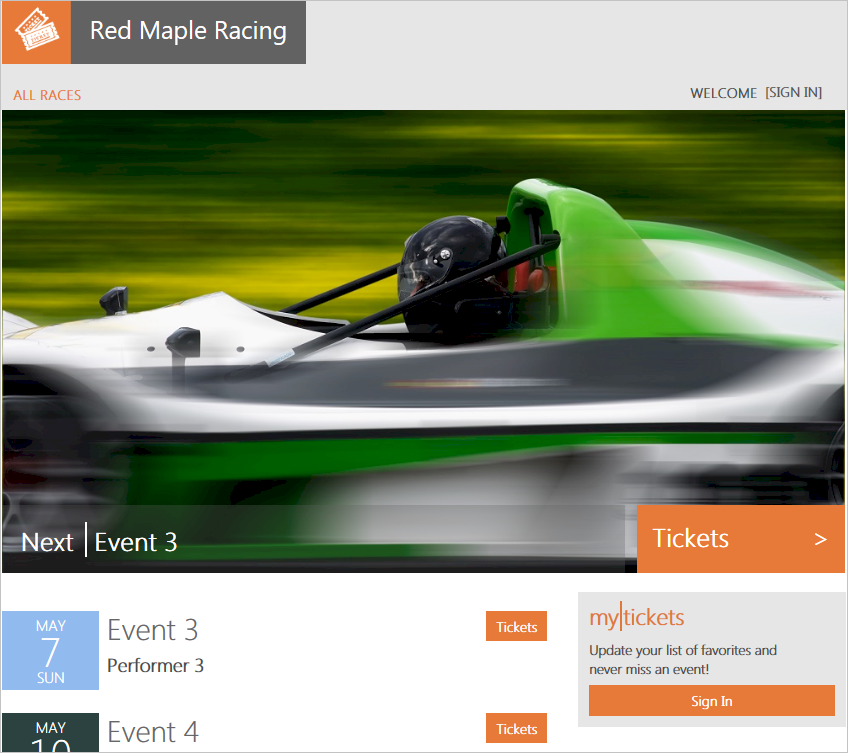 Red Maple Racing
ALL RACES
WELCOME [SIGN IN]
Next Event 3
Tickets >
MAY
7
SUN
Event 3
Performer 3
Tickets
my tickets
Update your list of favorites and
never miss an event!
Sign In
MAY
10
Event 4
Tickets